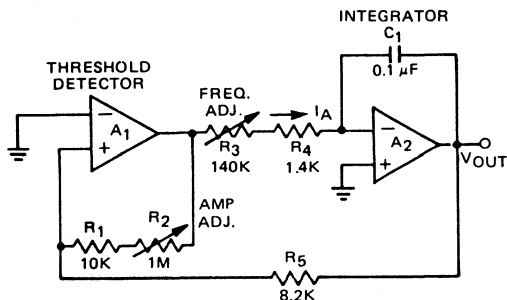 INTEGRATOR
C1
0.1 μF
THRESHOLD
DETECTOR
FREQ.
ADJ.
IA
−
A1
+
R3
140K
R4
1.4K
−
A2
+
VOUT
R1
10K
R2
1M
AMP
ADJ.
R5
8.2K